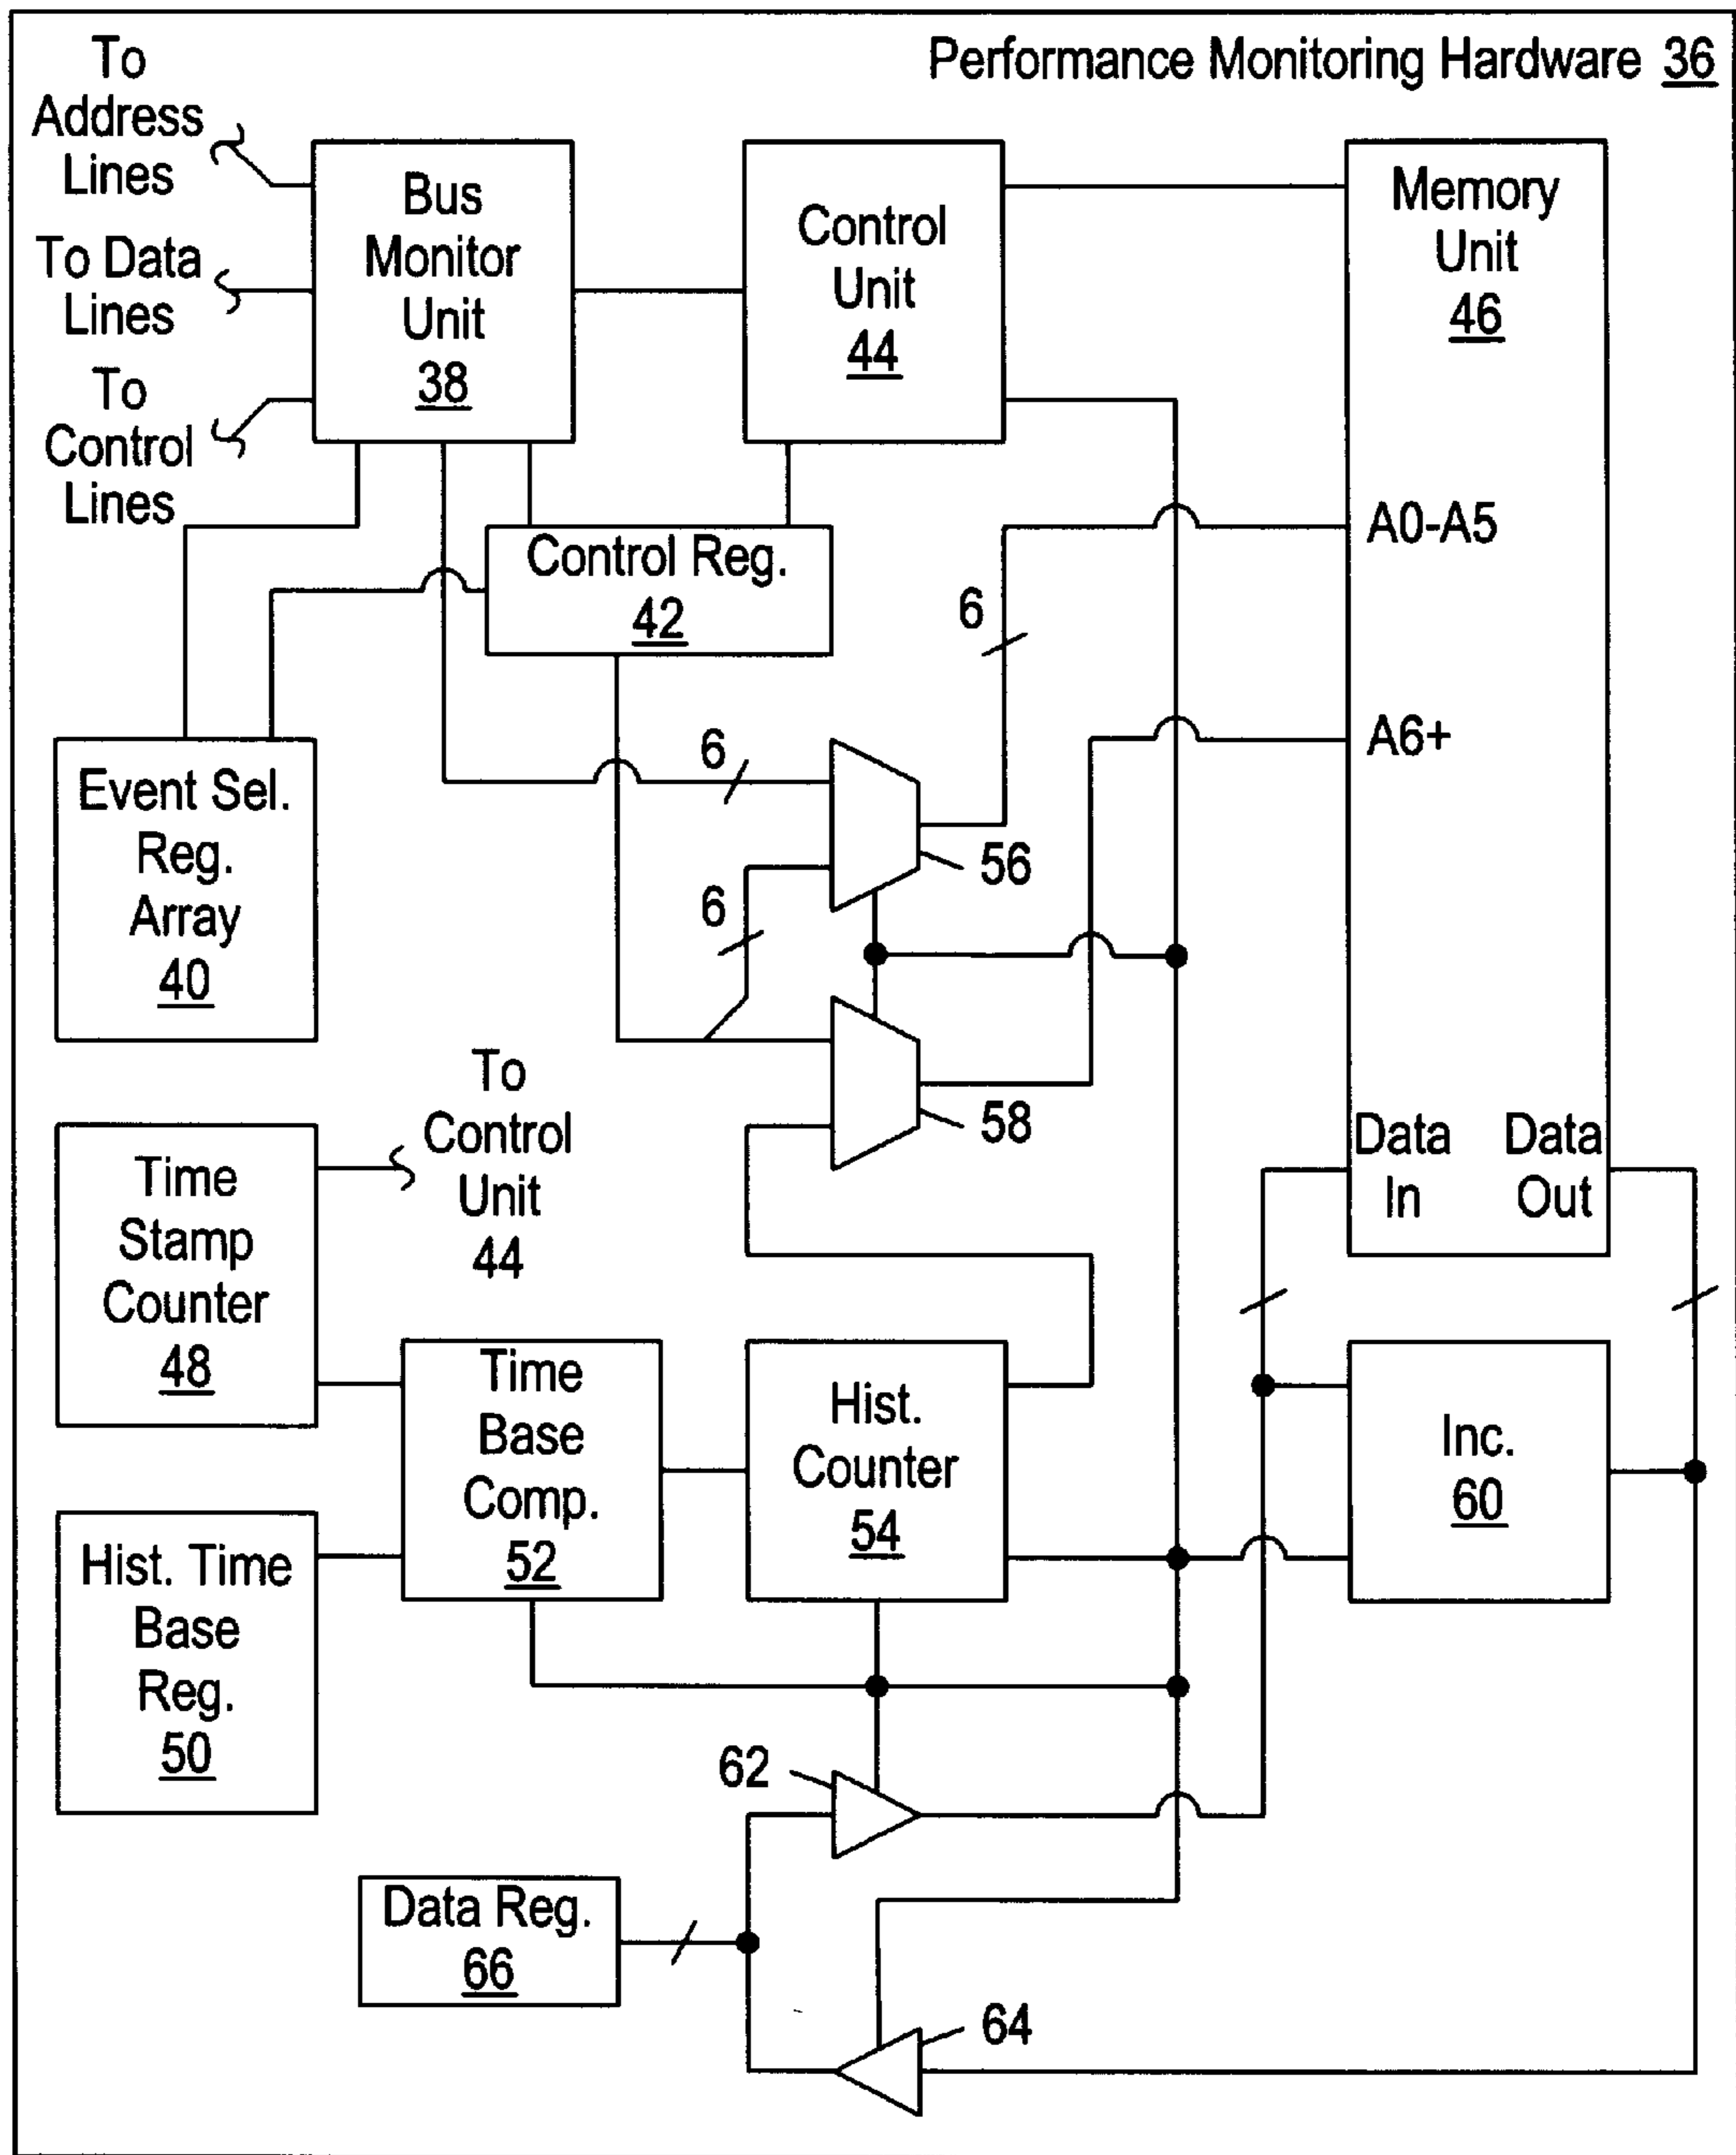 Performance Monitoring Hardware 36
To
Address
Lines
To Data
Lines
To
Control
Lines
Bus
Monitor
Unit
38
Control
Unit
44
Memory
Unit
46
A0-A5
A6+
Data
In
Data
Out
Control Reg.
42
6
6
6
56
58
Event Sel.
Reg.
Array
40
To
Control
Unit
44
Time
Stamp
Counter
48
Time
Base
Comp.
52
Hist.
Counter
54
Inc.
60
Hist. Time
Base
Reg.
50
62
Data Reg.
66
64